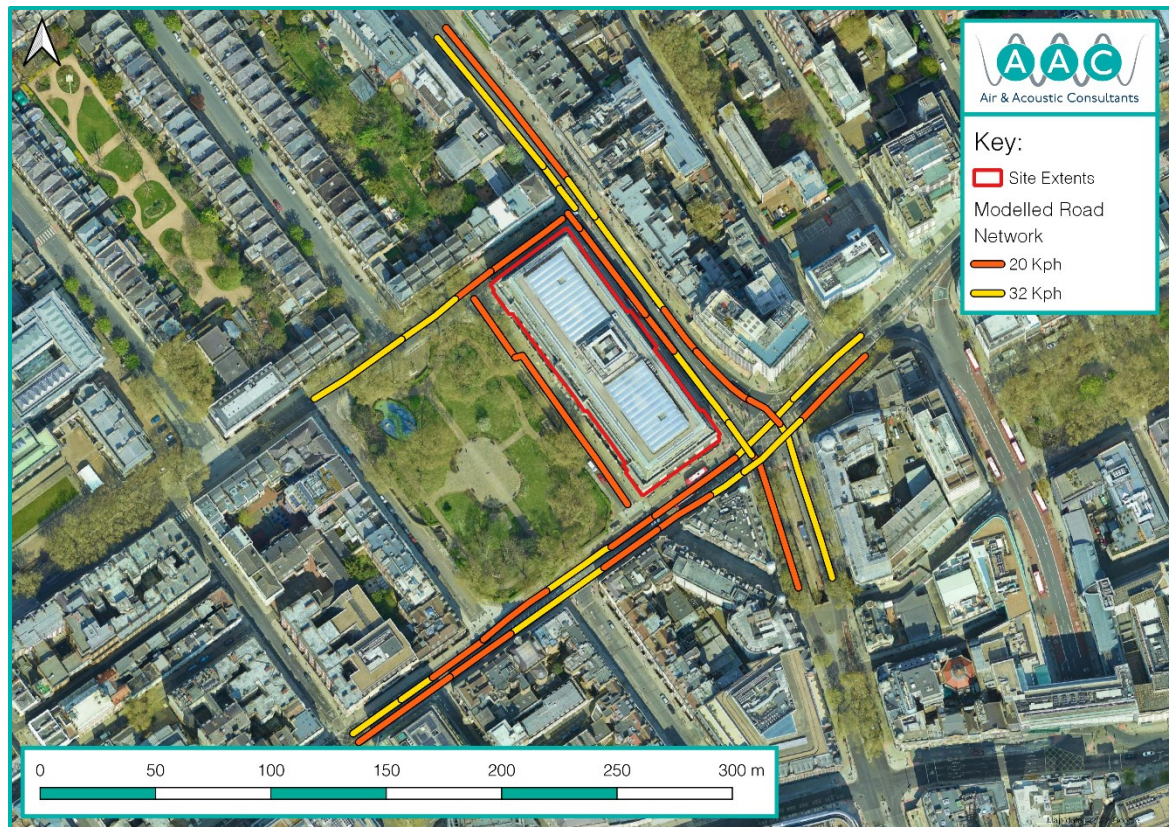 AAC
Air & Acoustic Consultants
Key:
Site Extents
Modelled Road
Network
20 Kph
32 Kph
0 50 100 150 200 250 300 m